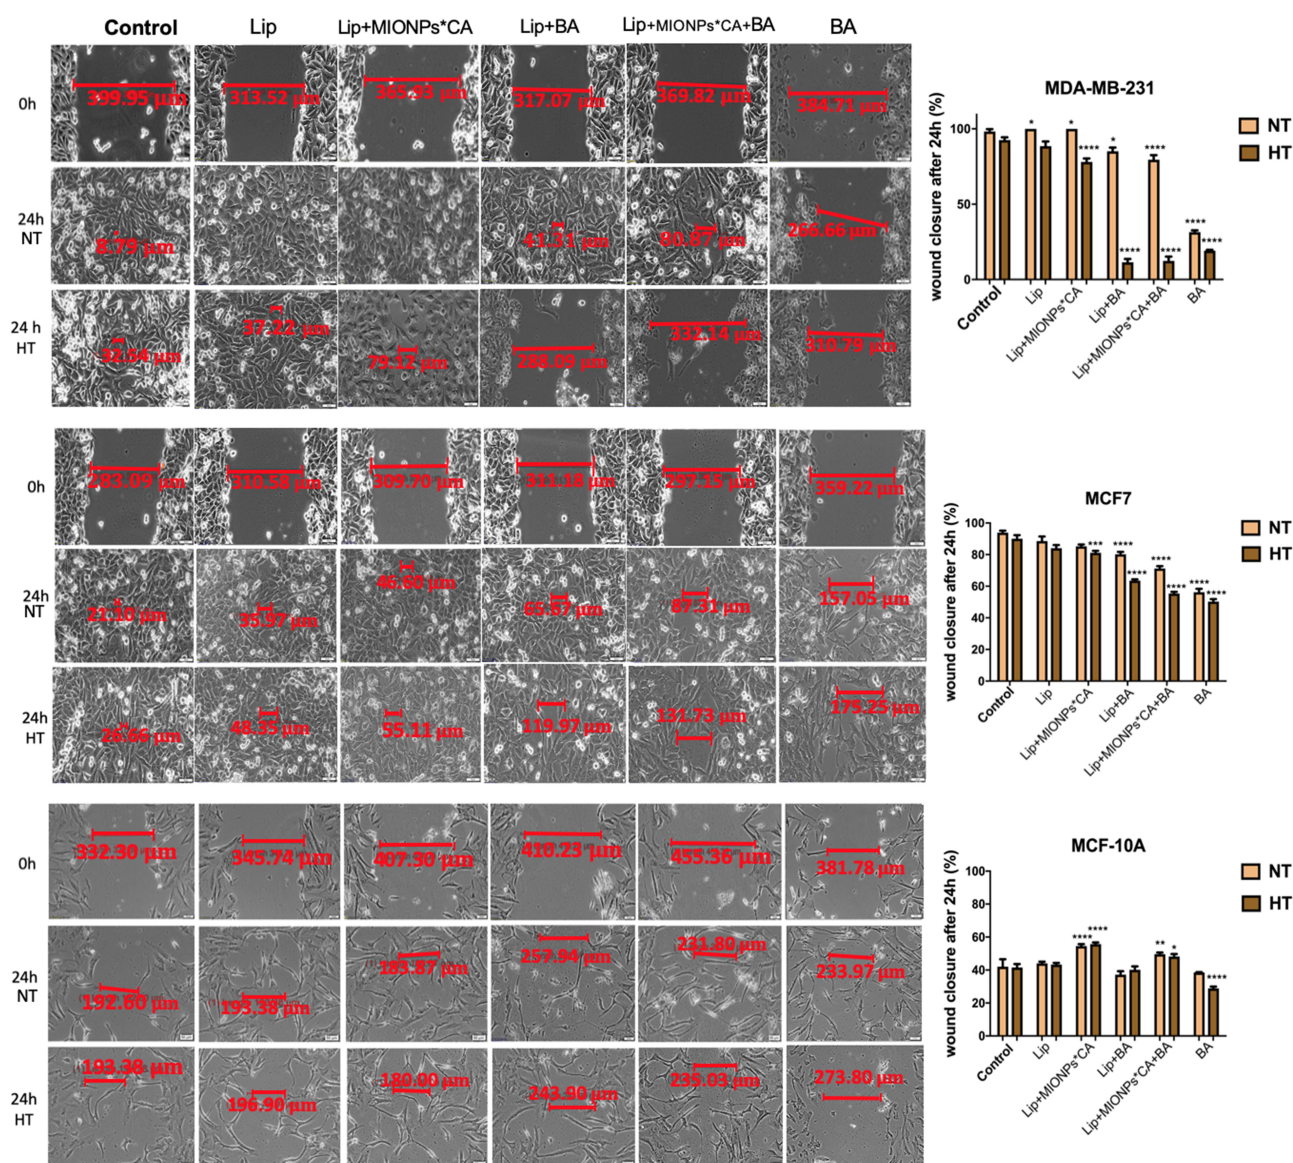 Control Lip Lip+MIONPs*CA Lip+BA Lip+MIONPs*CA+BA BA
0h
399.95 µm 313.52 µm 365.93 µm 317.07 µm 369.82 µm 384.71 µm
24h
NT
8.79 µm 41.31 µm 80.87 µm 266.66 µm
24 h
HT
32.54 µm 37.22 µm 79.12 µm 288.09 µm 332.14 µm 310.79 µm
MDA-MB-231
wound closure after 24h (%)
100
50
0
* * **** * **** **** **** **** ****
Control Lip Lip+MIONPs*CA Lip+BA Lip+MIONPs*CA+BA BA
NT
HT
0h
283.09 µm 310.58 µm 309.70 µm 311.18 µm 297.15 µm 359.22 µm
24h
NT
21.10 µm 35.97 µm 46.60 µm 65.67 µm 87.31 µm 157.05 µm
24h
HT
26.66 µm 48.35 µm 55.11 µm 119.97 µm 131.73 µm 175.25 µm
MCF7
wound closure after 24h (%)
100
80
60
40
20
0
*** **** **** **** **** **** ****
Control Lip Lip+MIONPs*CA Lip+BA Lip+MIONPs*CA+BA BA
NT
HT
0h
332.30 µm 345.74 µm 407.30 µm 410.23 µm 455.36 µm 381.78 µm
24h
NT
192.60 µm 193.38 µm 183.87 µm 257.94 µm 231.80 µm 233.97 µm
24h
HT
193.38 µm 196.90 µm 180.00 µm 243.90 µm 235.03 µm 273.80 µm
MCF-10A
wound closure after 24h (%)
100
80
60
40
20
0
**** **** ** * ****
Control Lip Lip+MIONPs*CA Lip+BA Lip+MIONPs*CA+BA BA
NT
HT